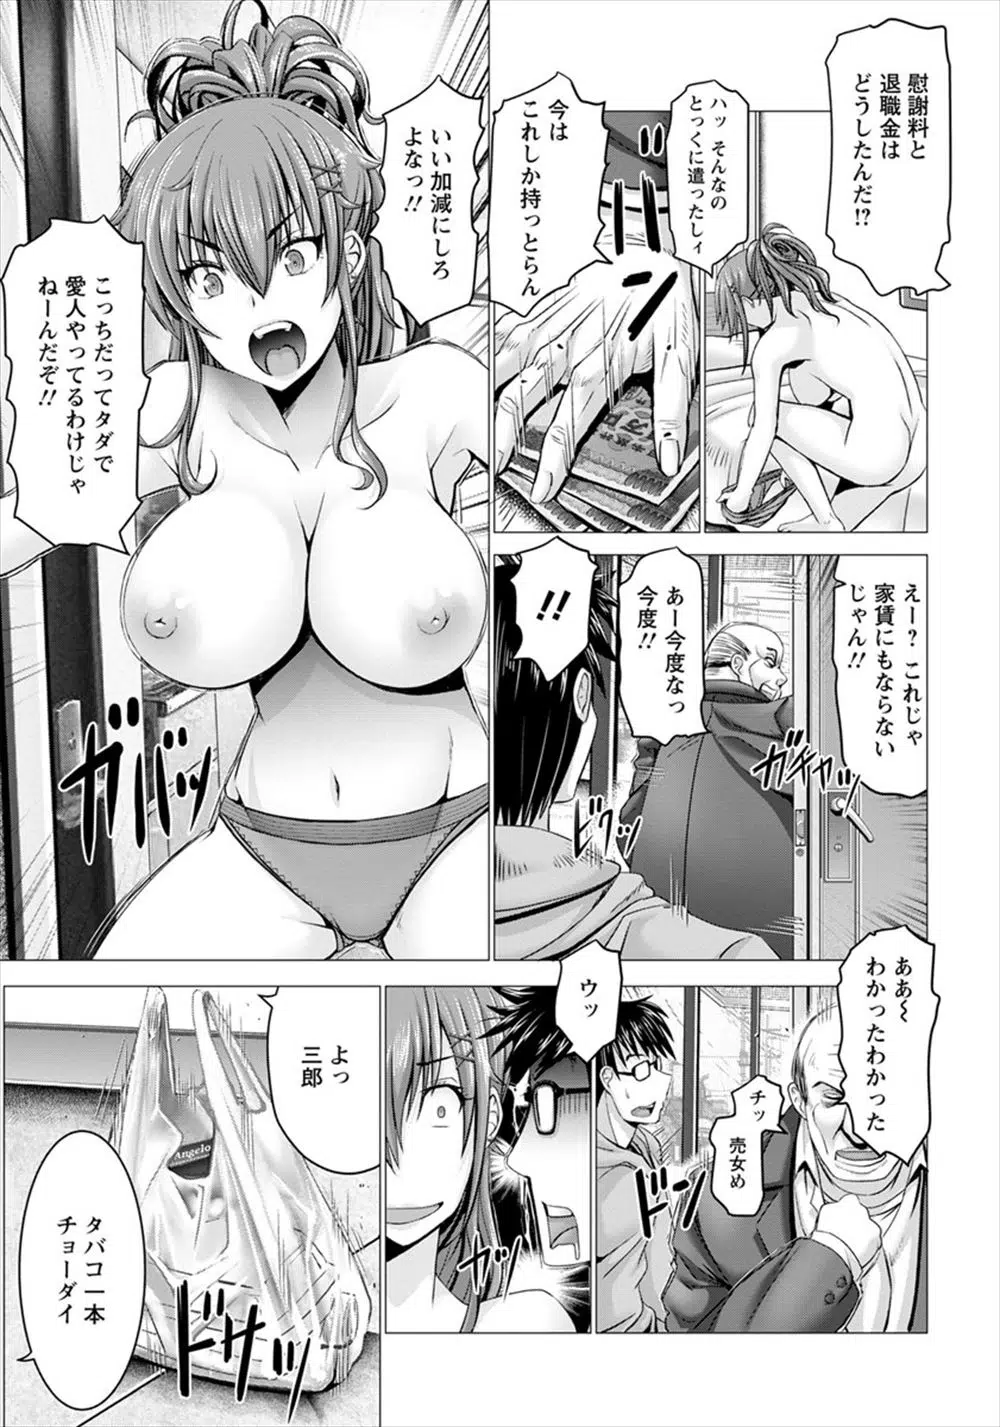 慰謝料と
退職金は
どうしたんだ!?
ハッ そんなの
とっくに遣ったしィ
今は
これしか持っとらん
いい加減にしろ
よなっ!!
こっちだってタダで
愛人やってるわけじゃ
ねーんだぞ!!
ガバッ
えー? これじゃ
家賃にもならない
じゃん!!
あー今度なっ
今度!!
!!
ガチャッ
ビクッ
ああ〜
わかったわかった
チッ
売女め
ドンッ
ウッ
ガッ
よっ
三郎
Angelo
タバコ一本
チョーダイ
ドサッ